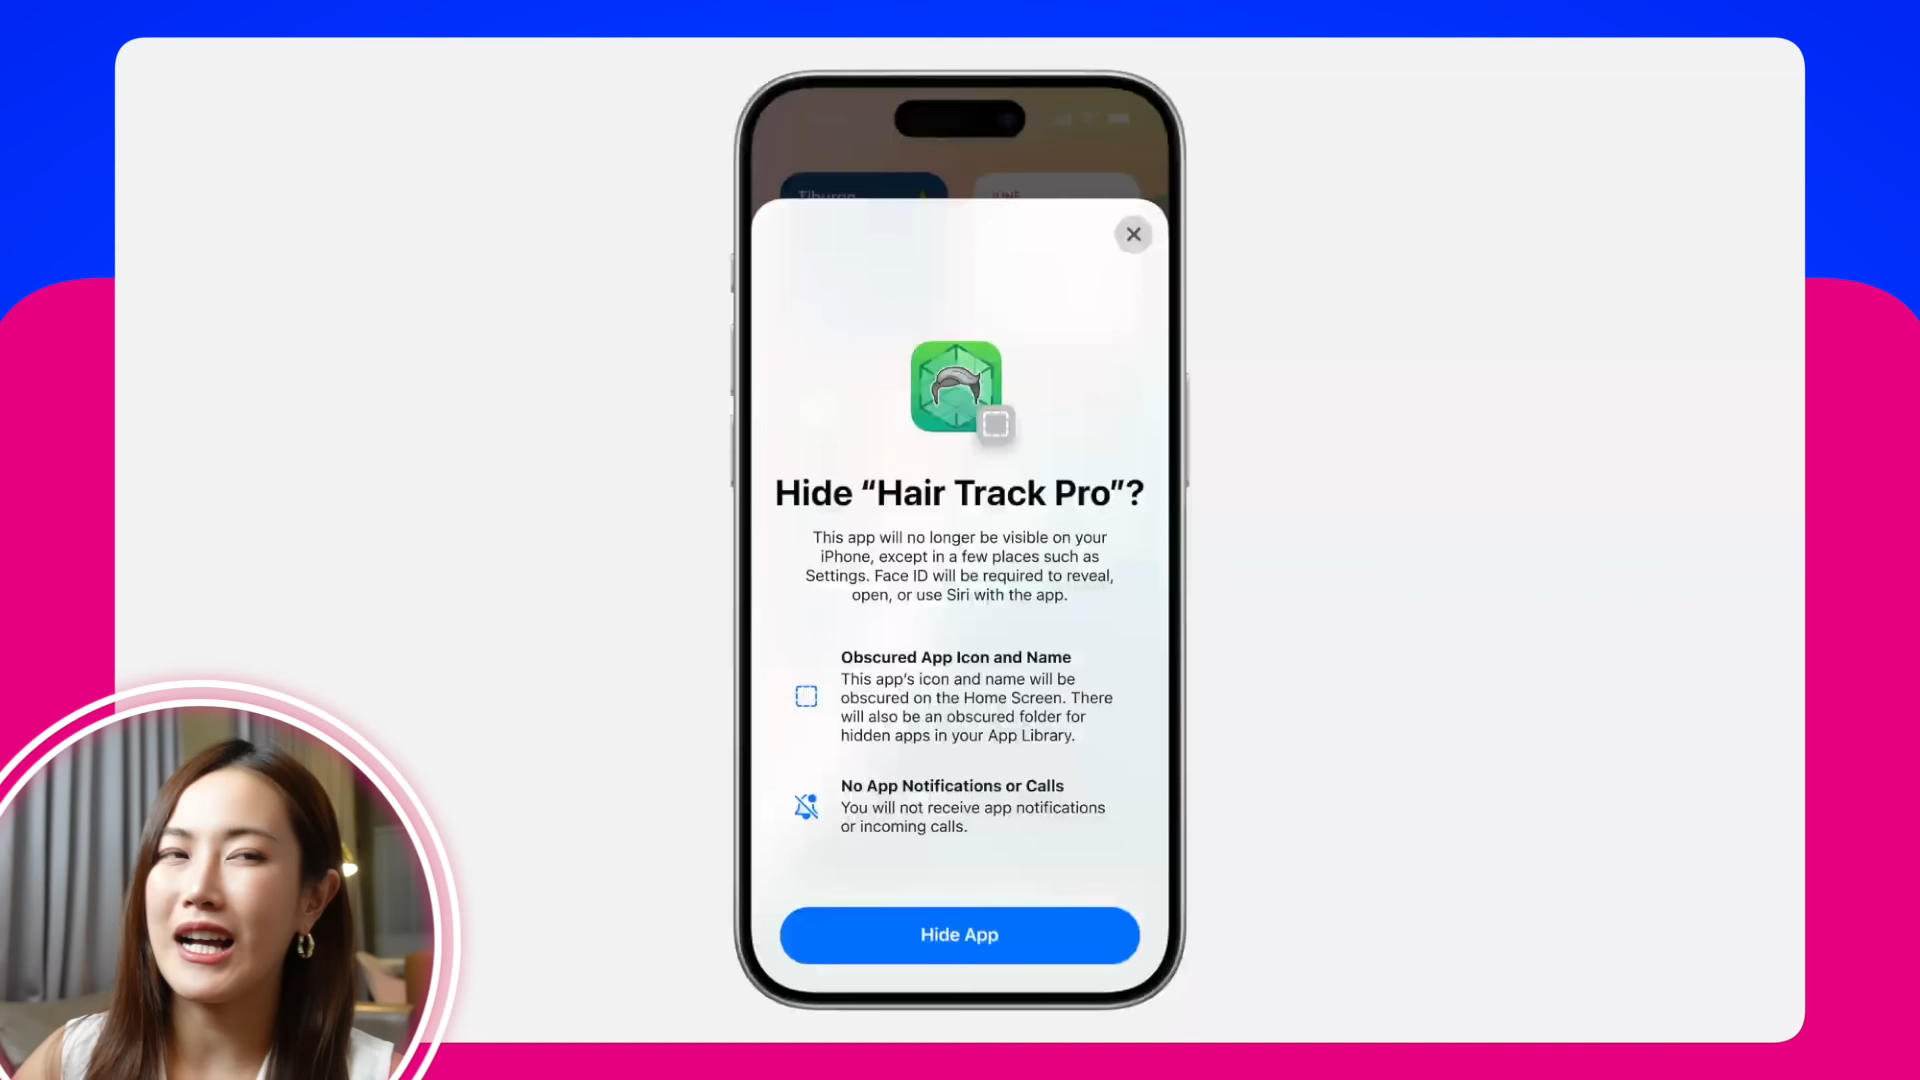 JUNE
Hide “Hair Track Pro”?
This app will no longer be visible on your
iPhone, except in a few places such as
Settings. Face ID will be required to reveal,
open, or use Siri with the app.
Obscured App Icon and Name
This app’s icon and name will be
obscured on the Home Screen. There
will also be an obscured folder for
hidden apps in your App Library.
No App Notifications or Calls
You will not receive app notifications
or incoming calls.
Hide App